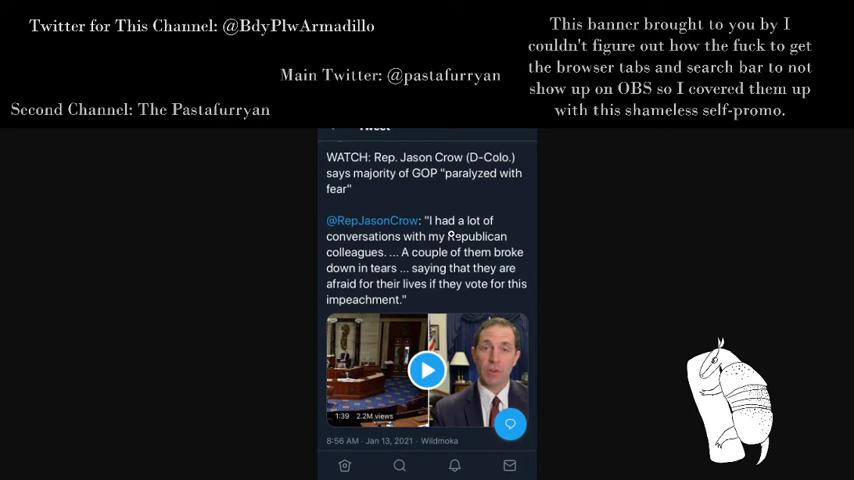 Twitter for This Channel: @BdyPlwArmadillo
Main Twitter: @pastafurryan
Second Channel: The Pastafurryan
This banner brought to you by I
couldn't figure out how the fuck to get
the browser tabs and search bar to not
show up on OBS so I covered them up
with this shameless self-promo.
Tweet
WATCH: Rep. Jason Crow (D-Colo.)
says majority of GOP "paralyzed with
fear"
@RepJasonCrow: "I had a lot of
conversations with my Republican
colleagues. ... A couple of them broke
down in tears ... saying that they are
afraid for their lives if they vote for this
impeachment."
1:39 2.2M views
8:56 AM · Jan 13, 2021 · Wildmoka